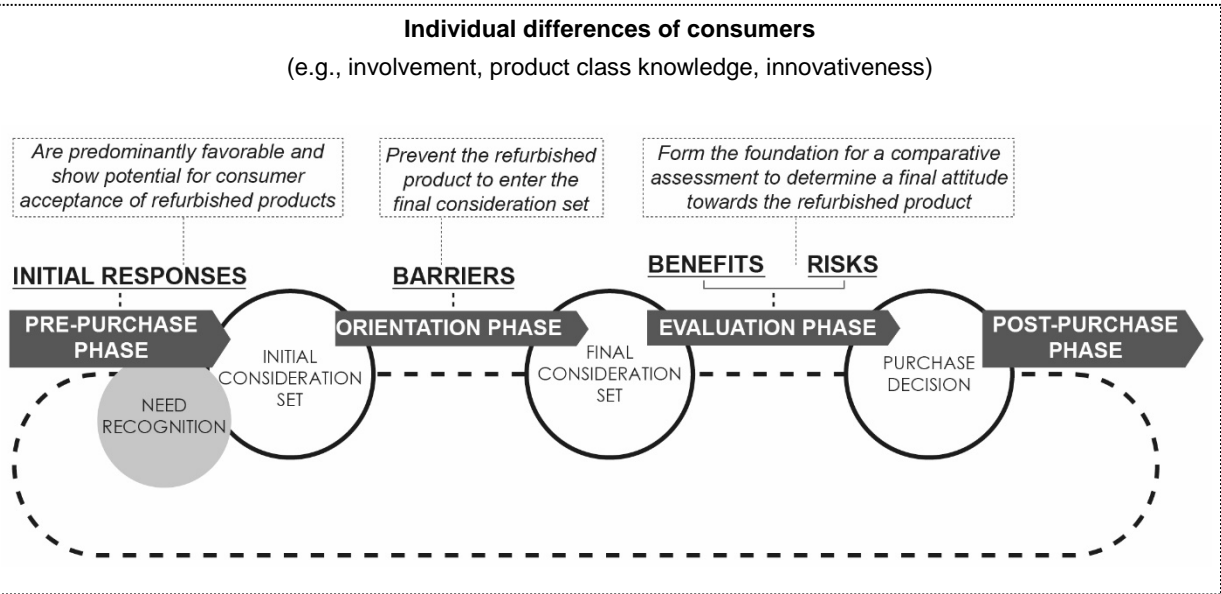 Individual differences of consumers
(e.g., involvement, product class knowledge, innovativeness)
Are predominantly favorable and
show potential for consumer
acceptance of refurbished products
Prevent the refurbished
product to enter the
final consideration set
Form the foundation for a comparative
assessment to determine a final attitude
towards the refurbished product
INITIAL RESPONSES
BARRIERS
BENEFITS
RISKS
PRE-PURCHASE
PHASE
ORIENTATION PHASE
EVALUATION PHASE
POST-PURCHASE
PHASE
NEED
RECOGNITION
INITIAL
CONSIDERATION
SET
FINAL
CONSIDERATION
SET
PURCHASE
DECISION